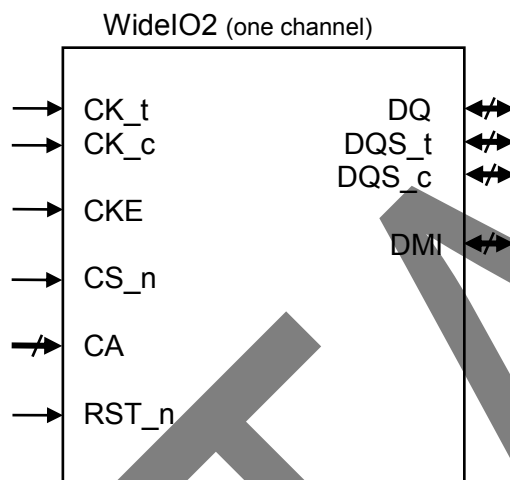 WideIO2 (one channel)
CK_t DQ
CK_c DQS_t
DQS_c
CKE
DMI
CS_n
CA
RST_n